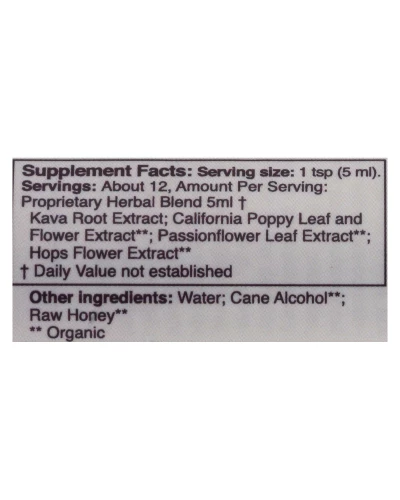 Supplement Facts: Serving size: 1 tsp (5 ml).
Servings: About 12, Amount Per Serving:
Proprietary Herbal Blend 5ml †
Kava Root Extract; California Poppy Leaf and
Flower Extract**; Passionflower Leaf Extract**;
Hops Flower Extract**
† Daily Value not established
Other ingredients: Water; Cane Alcohol**;
Raw Honey**
** Organic